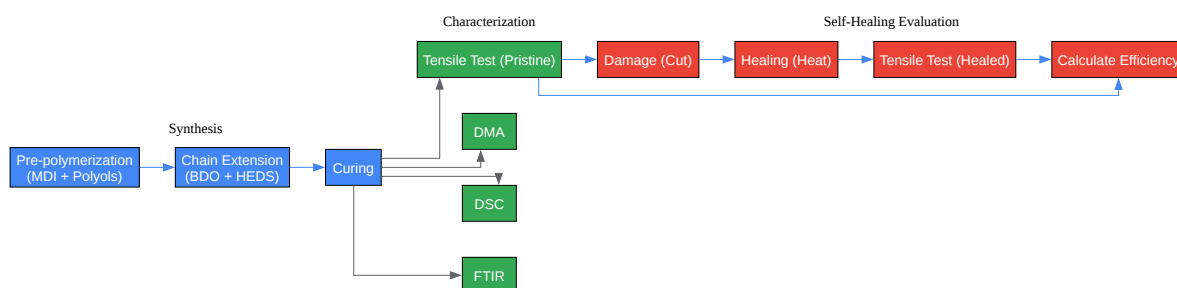 Characterization
Self-Healing Evaluation
Tensile Test (Pristine)
Damage (Cut)
Healing (Heat)
Tensile Test (Healed)
Calculate Efficiency
Synthesis
DMA
Pre-polymerization
(MDI + Polyols)
Chain Extension
(BDO + HEDS)
Curing
DSC
FTIR